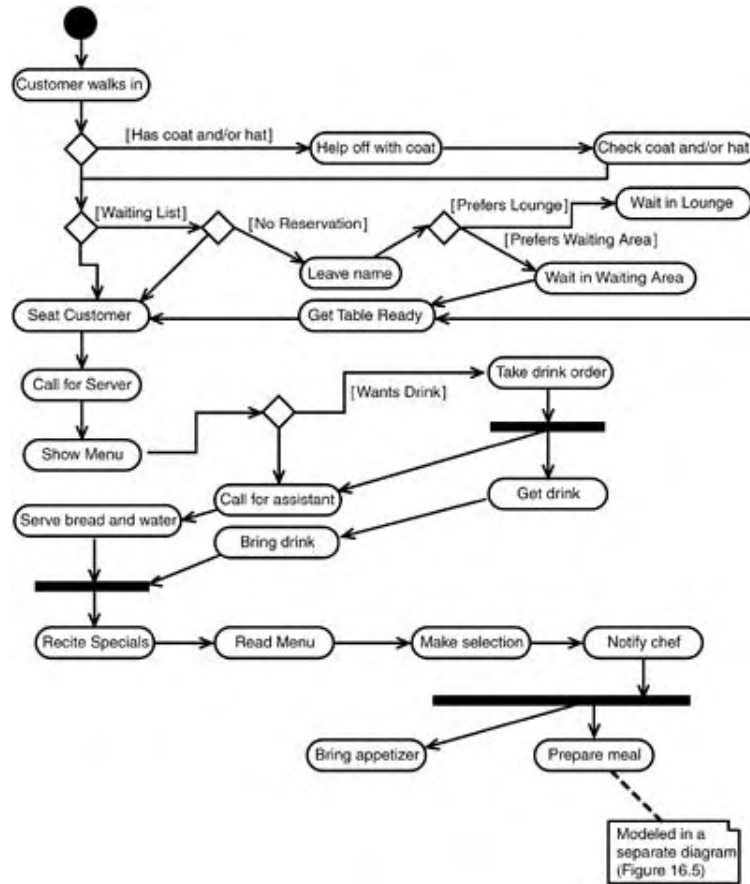 Customer walks in
[Has coat and/or hat]
Help off with coat
Check coat and/or hat
[Waiting List]
[No Reservation]
[Prefers Lounge]
Wait in Lounge
[Prefers Waiting Area]
Leave name
Wait in Waiting Area
Seat Customer
Get Table Ready
Call for Server
Take drink order
[Wants Drink]
Show Menu
Call for assistant
Get drink
Serve bread and water
Bring drink
Recite Specials
Read Menu
Make selection
Notify chef
Bring appetizer
Prepare meal
Modeled in a
separate diagram
(Figure 16.5)